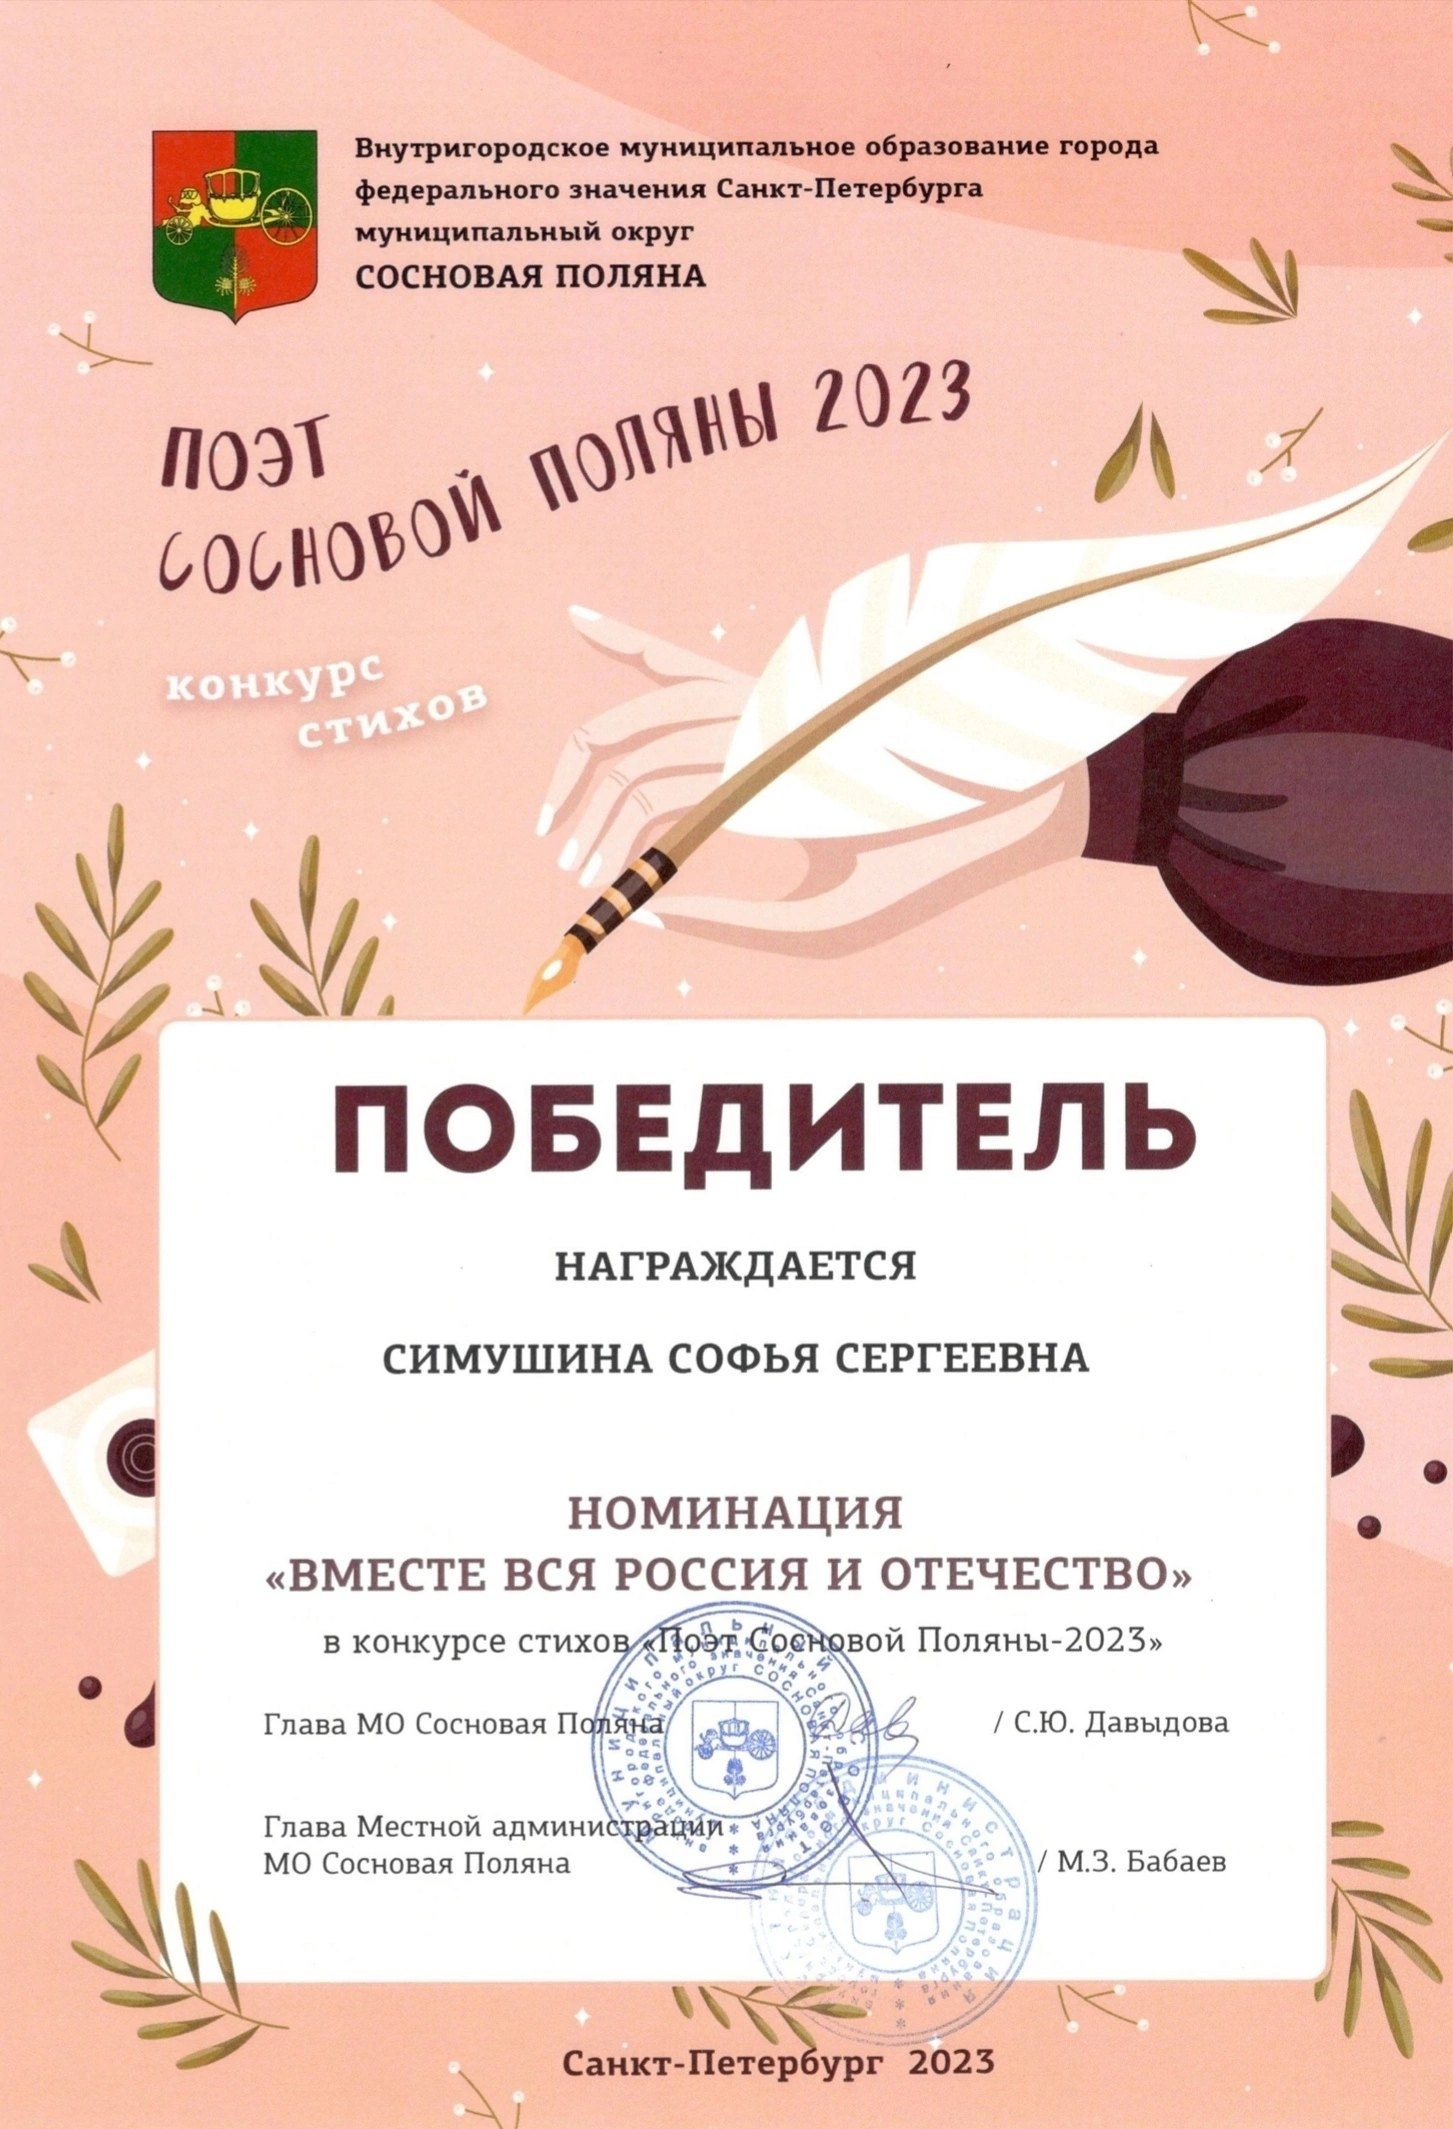 Внутригородское муниципальное образование города
федерального значения Санкт-Петербурга
муниципальный округ
СОСНОВАЯ ПОЛЯНА
ПОЭТ
СОСНОВОЙ ПОЛЯНЫ 2023
конкурс
стихов
ПОБЕДИТЕЛЬ
НАГРАЖДАЕТСЯ
СИМУШИНА СОФЬЯ СЕРГЕЕВНА
НОМИНАЦИЯ
«ВМЕСТЕ ВСЯ РОССИЯ И ОТЕЧЕСТВО»
в конкурсе стихов «Поэт Сосновой Поляны-2023»
Глава МО Сосновая Поляна / С.Ю. Давыдова
Глава Местной администрации
МО Сосновая Поляна / М.З. Бабаев
Санкт-Петербург 2023